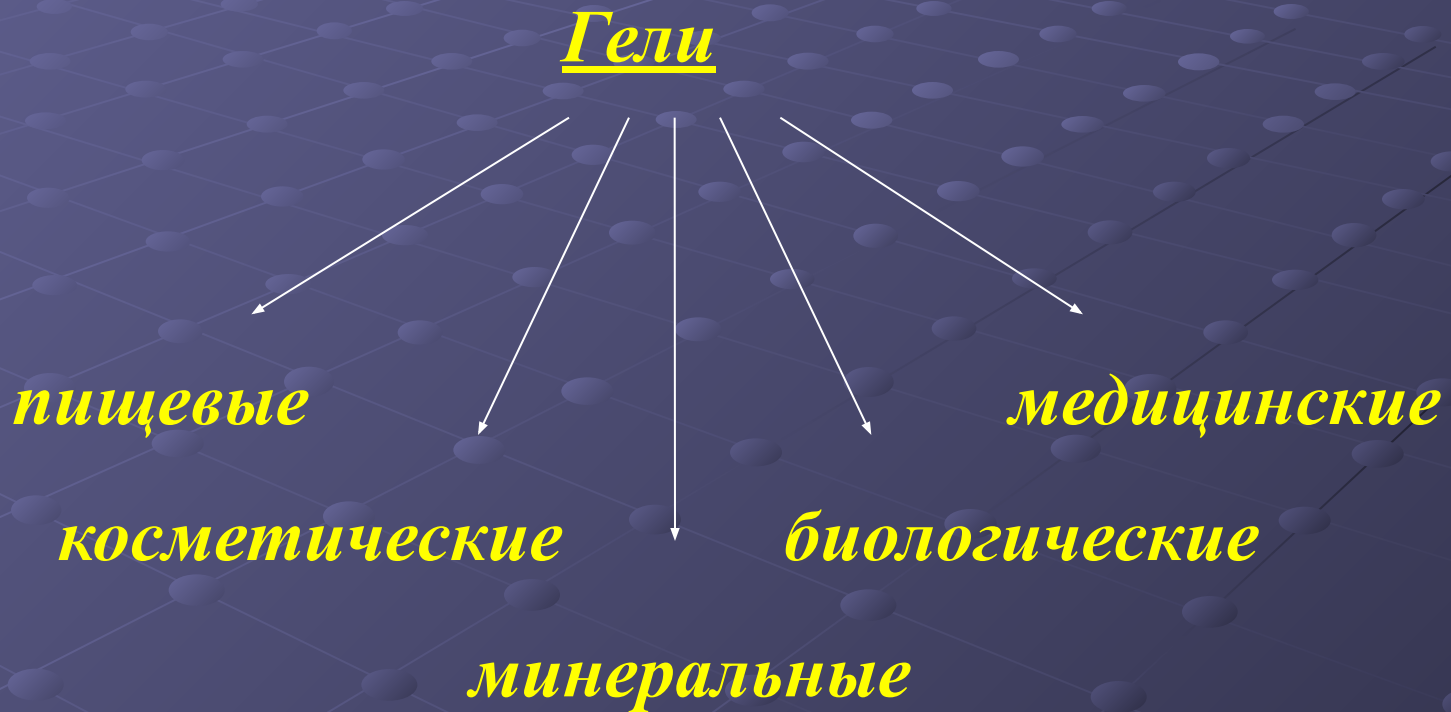 Гели
пищевые
медицинские
косметические
биологические
минеральные